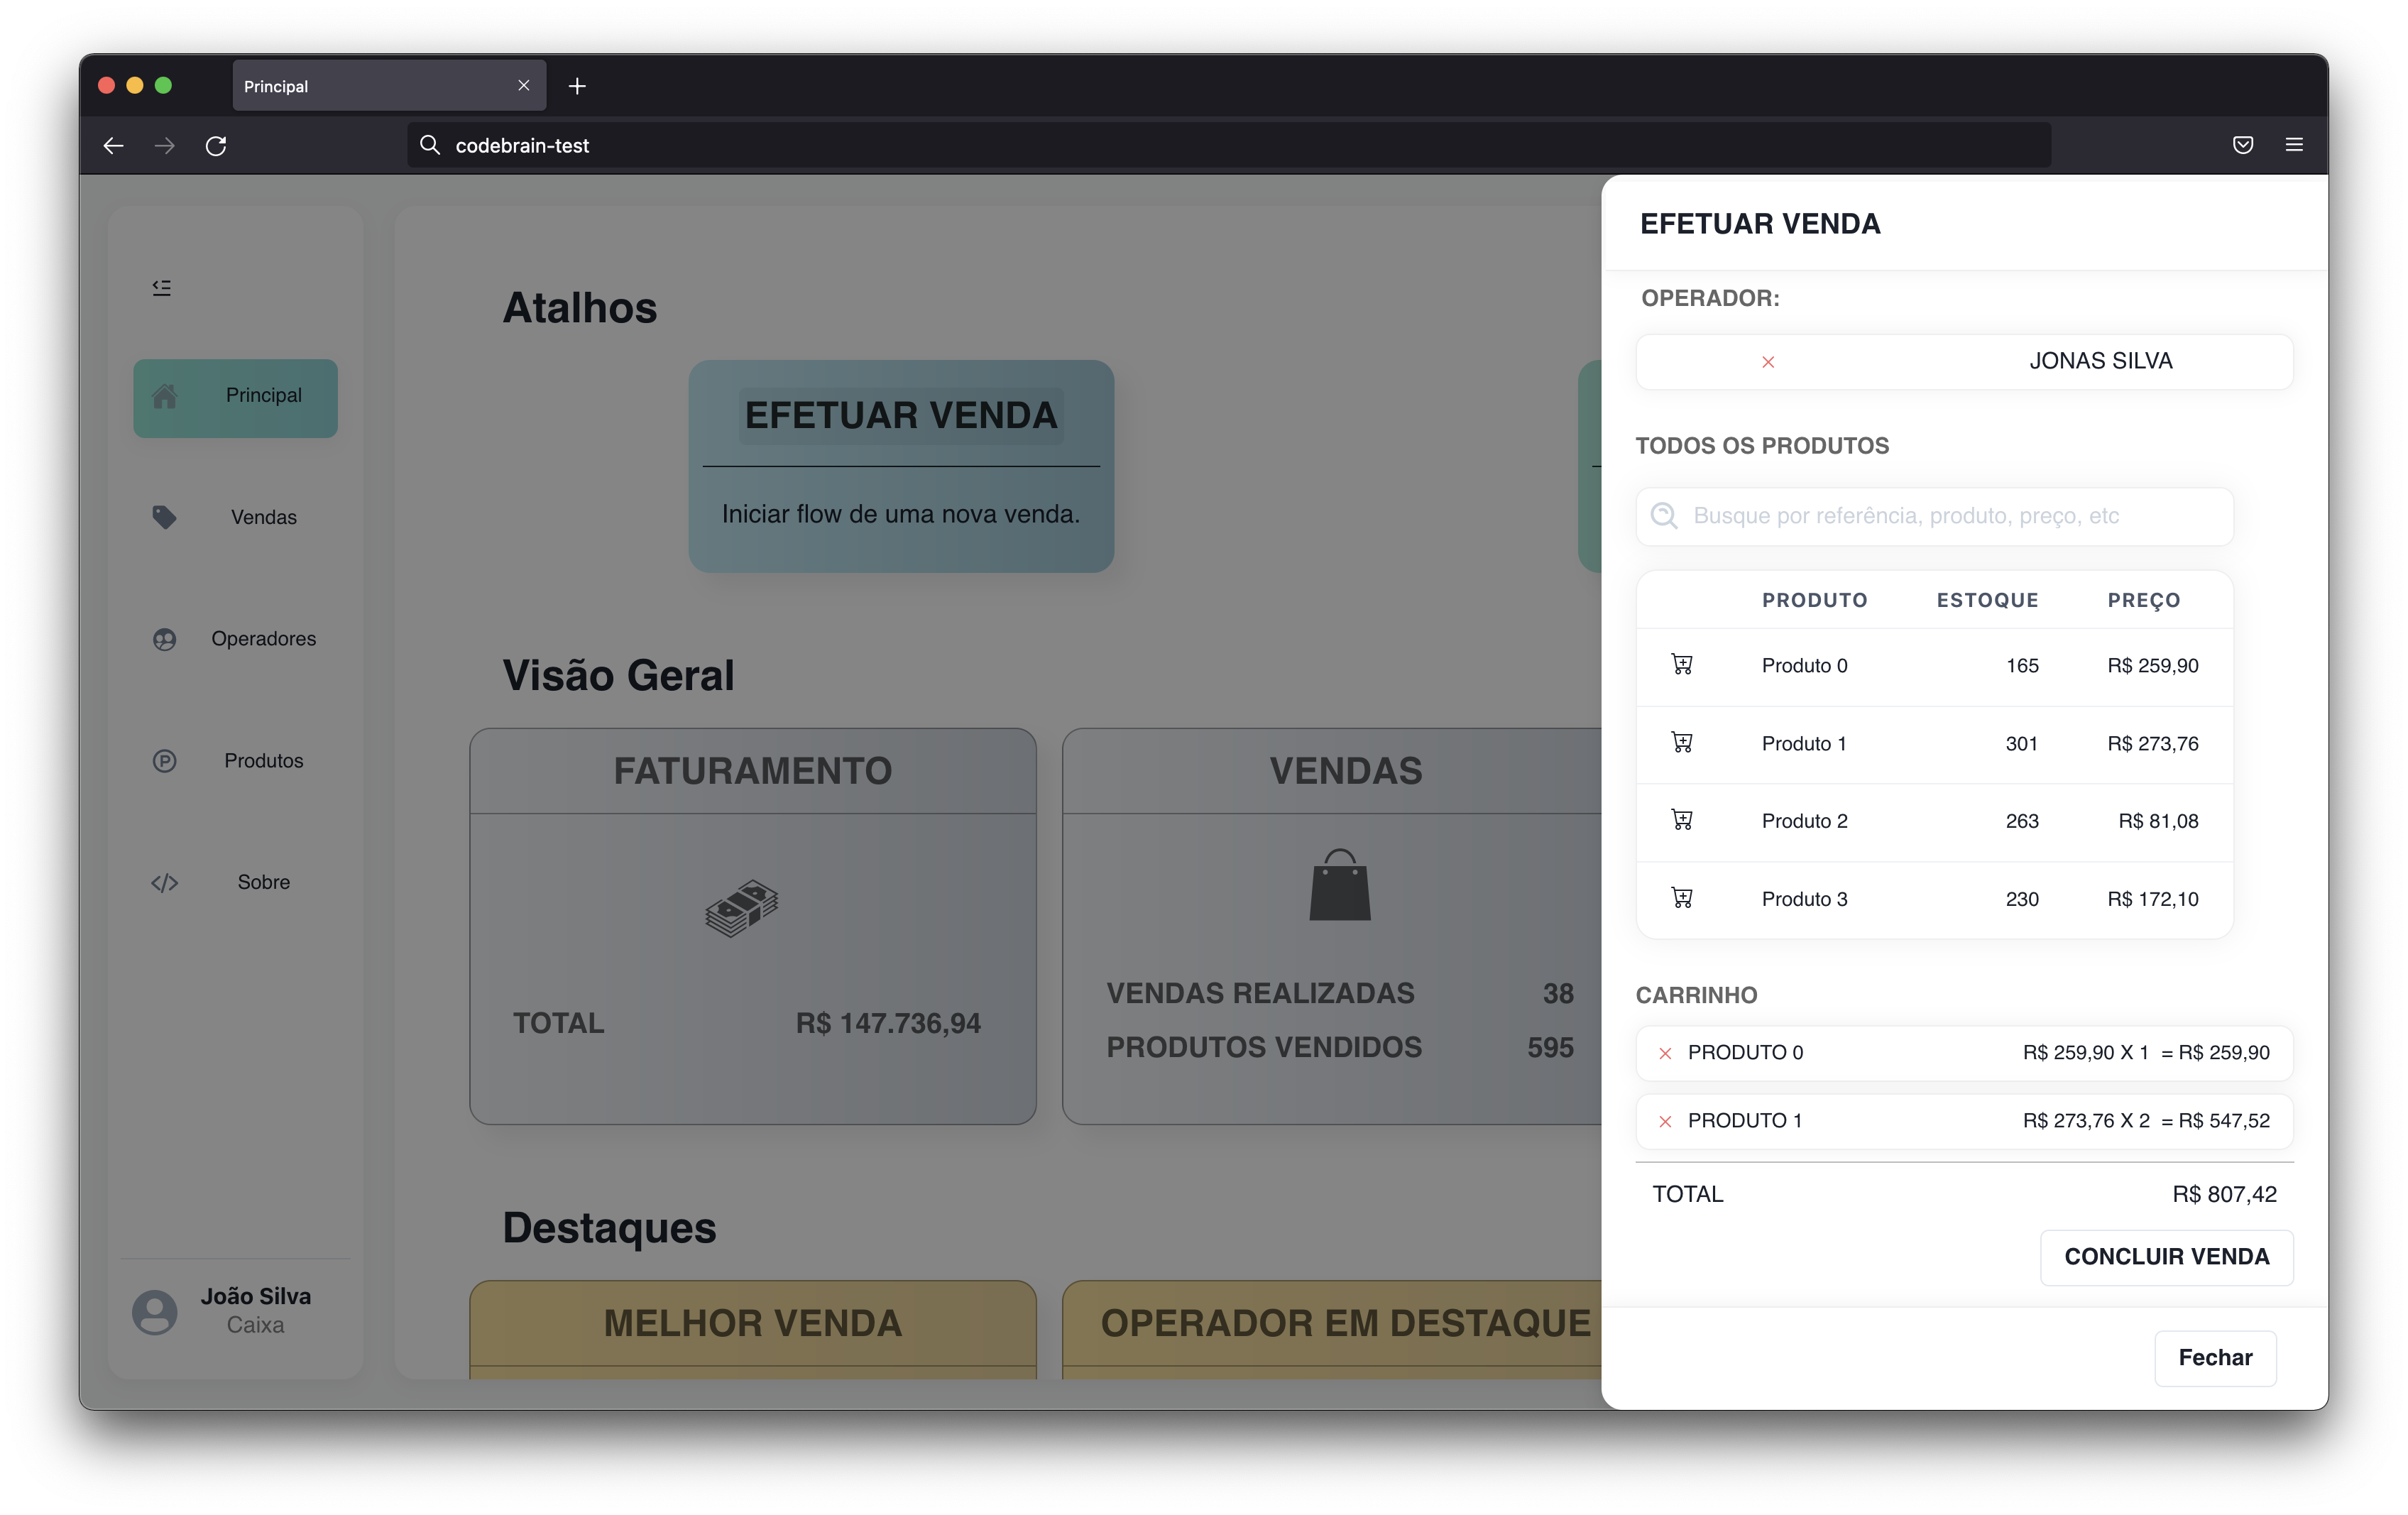 Principal
codebrain-test
Principal
Vendas
Operadores
Produtos
Sobre
João Silva
Caixa
Atalhos
EFETUAR VENDA
Iniciar flow de uma nova venda.
Visão Geral
FATURAMENTO
TOTAL R$ 147.736,94
VENDAS
VENDAS REALIZADAS 38
PRODUTOS VENDIDOS 595
Destaques
MELHOR VENDA
OPERADOR EM DESTAQUE
EFETUAR VENDA
OPERADOR:
JONAS SILVA
TODOS OS PRODUTOS
Busque por referência, produto, preço, etc
PRODUTO ESTOQUE PREÇO
Produto 0 165 R$ 259,90
Produto 1 301 R$ 273,76
Produto 2 263 R$ 81,08
Produto 3 230 R$ 172,10
CARRINHO
PRODUTO 0 R$ 259,90 X 1 = R$ 259,90
PRODUTO 1 R$ 273,76 X 2 = R$ 547,52
TOTAL R$ 807,42
CONCLUIR VENDA
Fechar